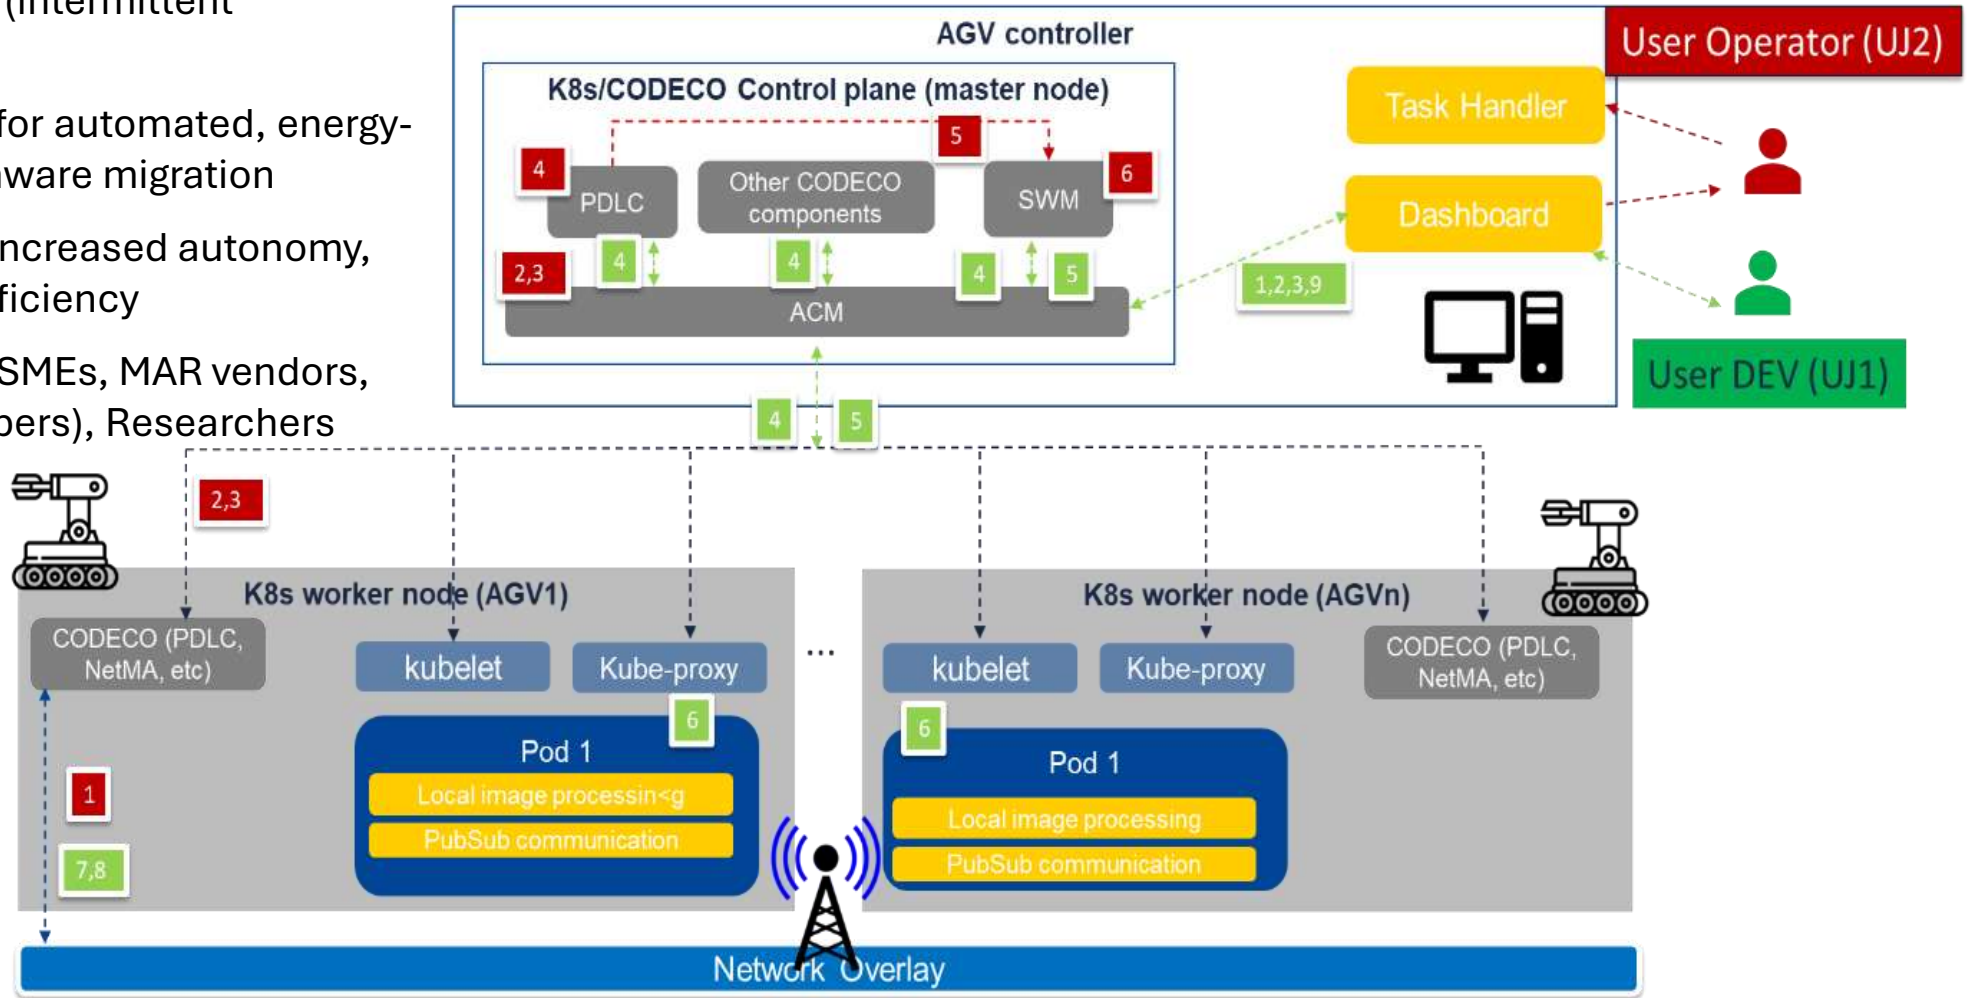 (intermittent
for automated, energy-
aware migration
increased autonomy,
ficiency
SMEs, MAR vendors,
pers), Researchers
AGV controller
User Operator (UJ2)
K8s/CODECO Control plane (master node)
Task Handler
5
4
6
PDLC
Other CODECO
components
SWM
Dashboard
2,3
4
4
4
5
1,2,3,9
ACM
User DEV (UJ1)
4
5
2,3
K8s worker node (AGV1)
CODECO (PDLC,
NetMA, etc)
kubelet
Kube-proxy
6
Pod 1
Local image processin<g
PubSub communication
1
7,8
...
K8s worker node (AGVn)
kubelet
Kube-proxy
CODECO (PDLC,
NetMA, etc)
6
Pod 1
Local image processing
PubSub communication
Network Overlay